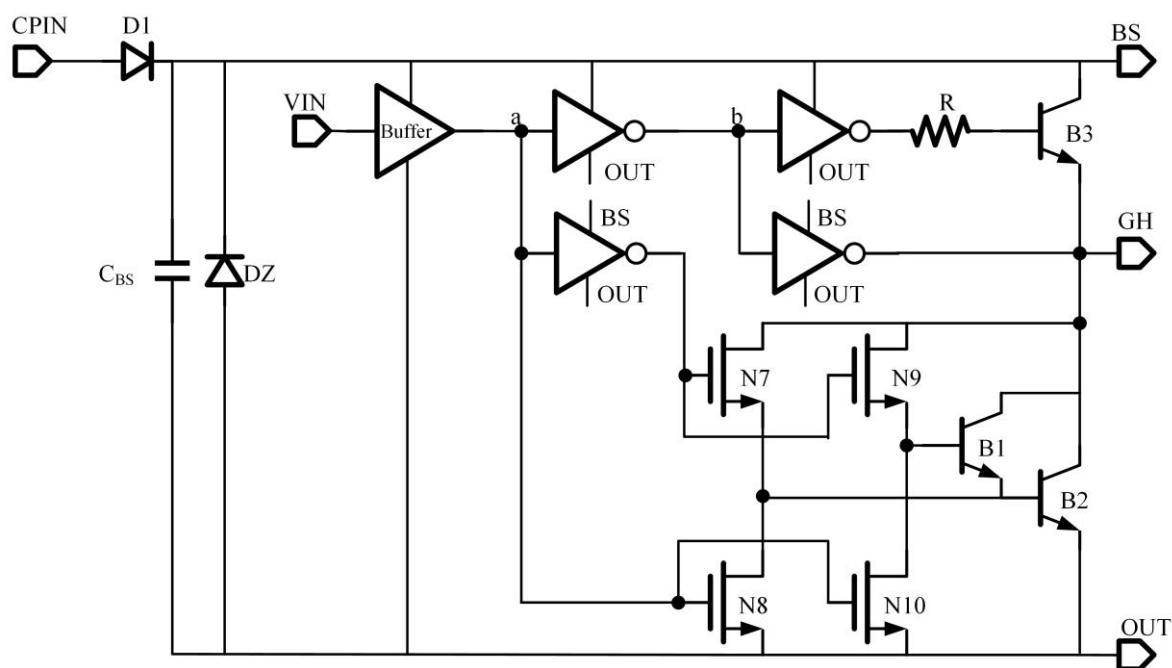 CPIN
D1
BS
VIN
Buffer
a
b
R
B3
OUT
OUT
BS
BS
GH
C_BS
DZ
OUT
OUT
N7
N9
B1
B2
N8
N10
OUT